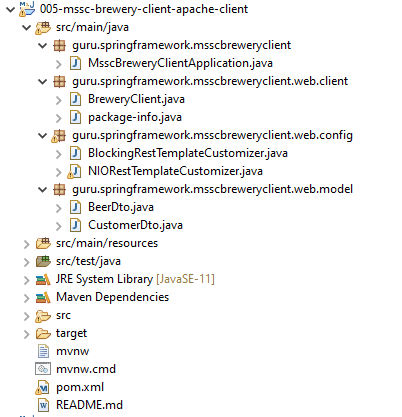 005-mssc-brewery-client-apache-client
src/main/java
guru.springframework.msscbreweryclient
MsscBreweryClientApplication.java
guru.springframework.msscbreweryclient.web.client
BreweryClient.java
package-info.java
guru.springframework.msscbreweryclient.web.config
BlockingRestTemplateCustomizer.java
NIORestTemplateCustomizer.java
guru.springframework.msscbreweryclient.web.model
BeerDto.java
CustomerDto.java
src/main/resources
src/test/java
JRE System Library [JavaSE-11]
Maven Dependencies
src
target
mvnw
mvnw.cmd
pom.xml
README.md